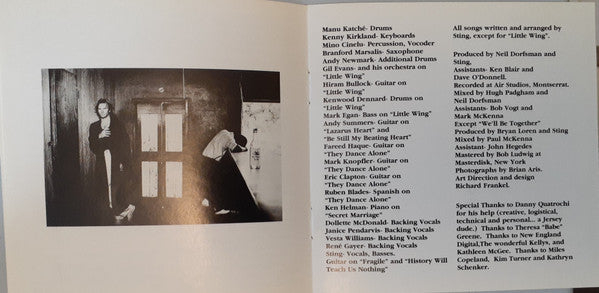 Manu Katché- Drums
Kenny Kirkland- Keyboards
Mino Cinelu- Percussion, Vocoder
Branford Marsalis- Saxophone
Andy Newmark- Additional Drums
Gil Evans- and his orchestra on
"Little Wing"
Hiram Bullock- Guitar on
"Little Wing"
Kenwood Dennard- Drums on
"Little Wing"
Mark Egan- Bass on "Little Wing"
Andy Summers- Guitar on
"Lazarus Heart" and
"Be Still My Beating Heart"
Fareed Haque- Guitar on
"They Dance Alone"
Mark Knopfler- Guitar on
"They Dance Alone"
Eric Clapton- Guitar on
"They Dance Alone"
Ruben Blades- Spanish on
"They Dance Alone"
Ken Helman- Piano on
"Secret Marriage"
Dollette McDonald- Backing Vocals
Janice Pendarvis- Backing Vocals
Vesta Williams- Backing Vocals
René Gayer- Backing Vocals
Sting- Vocals, Basses.
Guitar on "Fragile" and "History Will
Teach Us Nothing"
All songs written and arranged by
Sting, except for "Little Wing".
Produced by Neil Dorfsman and
Sting,
Assistants- Ken Blair and
Dave O'Donnell.
Recorded at Air Studios, Montserrat.
Mixed by Hugh Padgham and
Neil Dorfsman
Assistants- Bob Vogt and
Mark McKenna
Except "We'll Be Together"
Produced by Bryan Loren and Sting
Mixed by Paul McKenna
Assistant- John Hegedes
Mastered by Bob Ludwig at
Masterdisk, New York
Photographs by Brian Aris.
Art Direction and design
Richard Frankel.
Special Thanks to Danny Quatrochi
for his help (creative, logistical,
technical and personal... a Jersey
dude.) Thanks to Theresa "Babe"
Greene. Thanks to New England
Digital,The wonderful Kellys, and
Kathleen McGee. Thanks to Miles
Copeland, Kim Turner and Kathryn
Schenker.